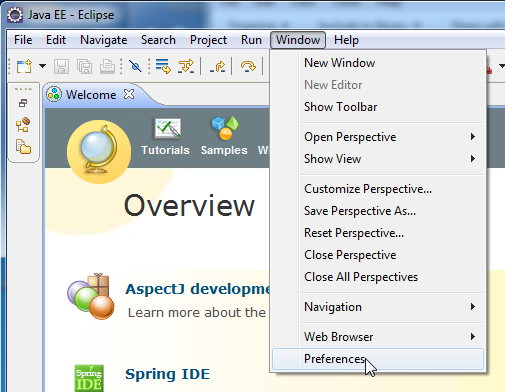 Java EE - Eclipse
File Edit Navigate Search Project Run Window Help
New Window
New Editor
Show Toolbar
Open Perspective
Show View
Customize Perspective...
Save Perspective As...
Reset Perspective...
Close Perspective
Close All Perspectives
Navigation
Web Browser
Preferences
Welcome
Tutorials Samples W
Overview
AspectJ developme
Learn more about the
Spring IDE